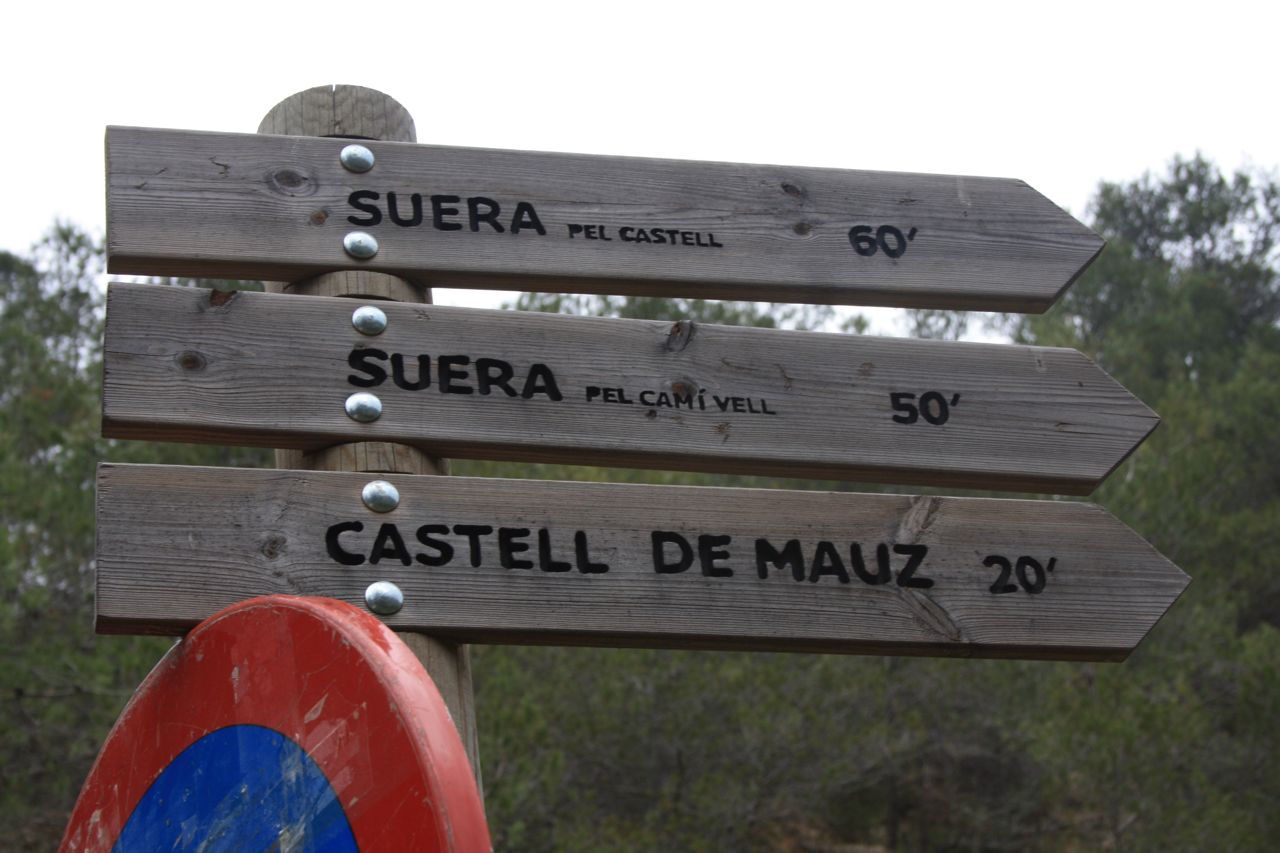 SUERA PEL CASTELL 60'
SUERA PEL CAMÍ VELL 50'
CASTELL DE MAUZ 20'